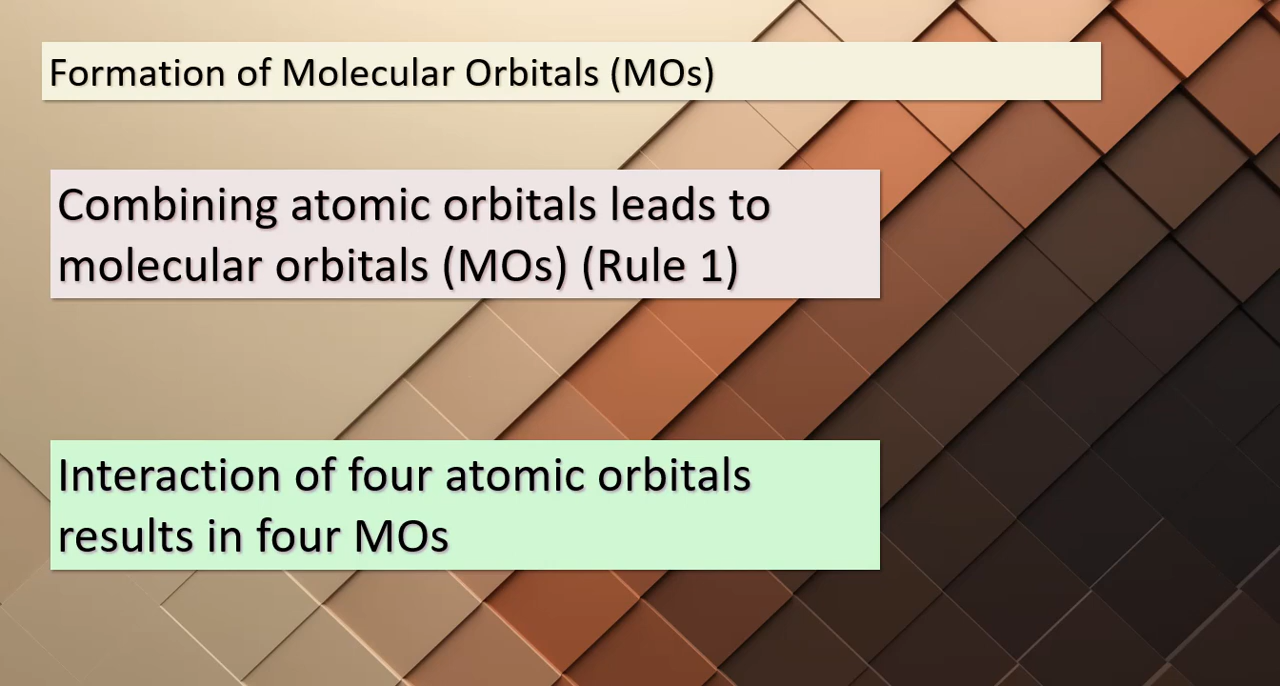 Formation of Molecular Orbitals (MOs)
Combining atomic orbitals leads to
molecular orbitals (MOs) (Rule 1)
Interaction of four atomic orbitals
results in four MOs